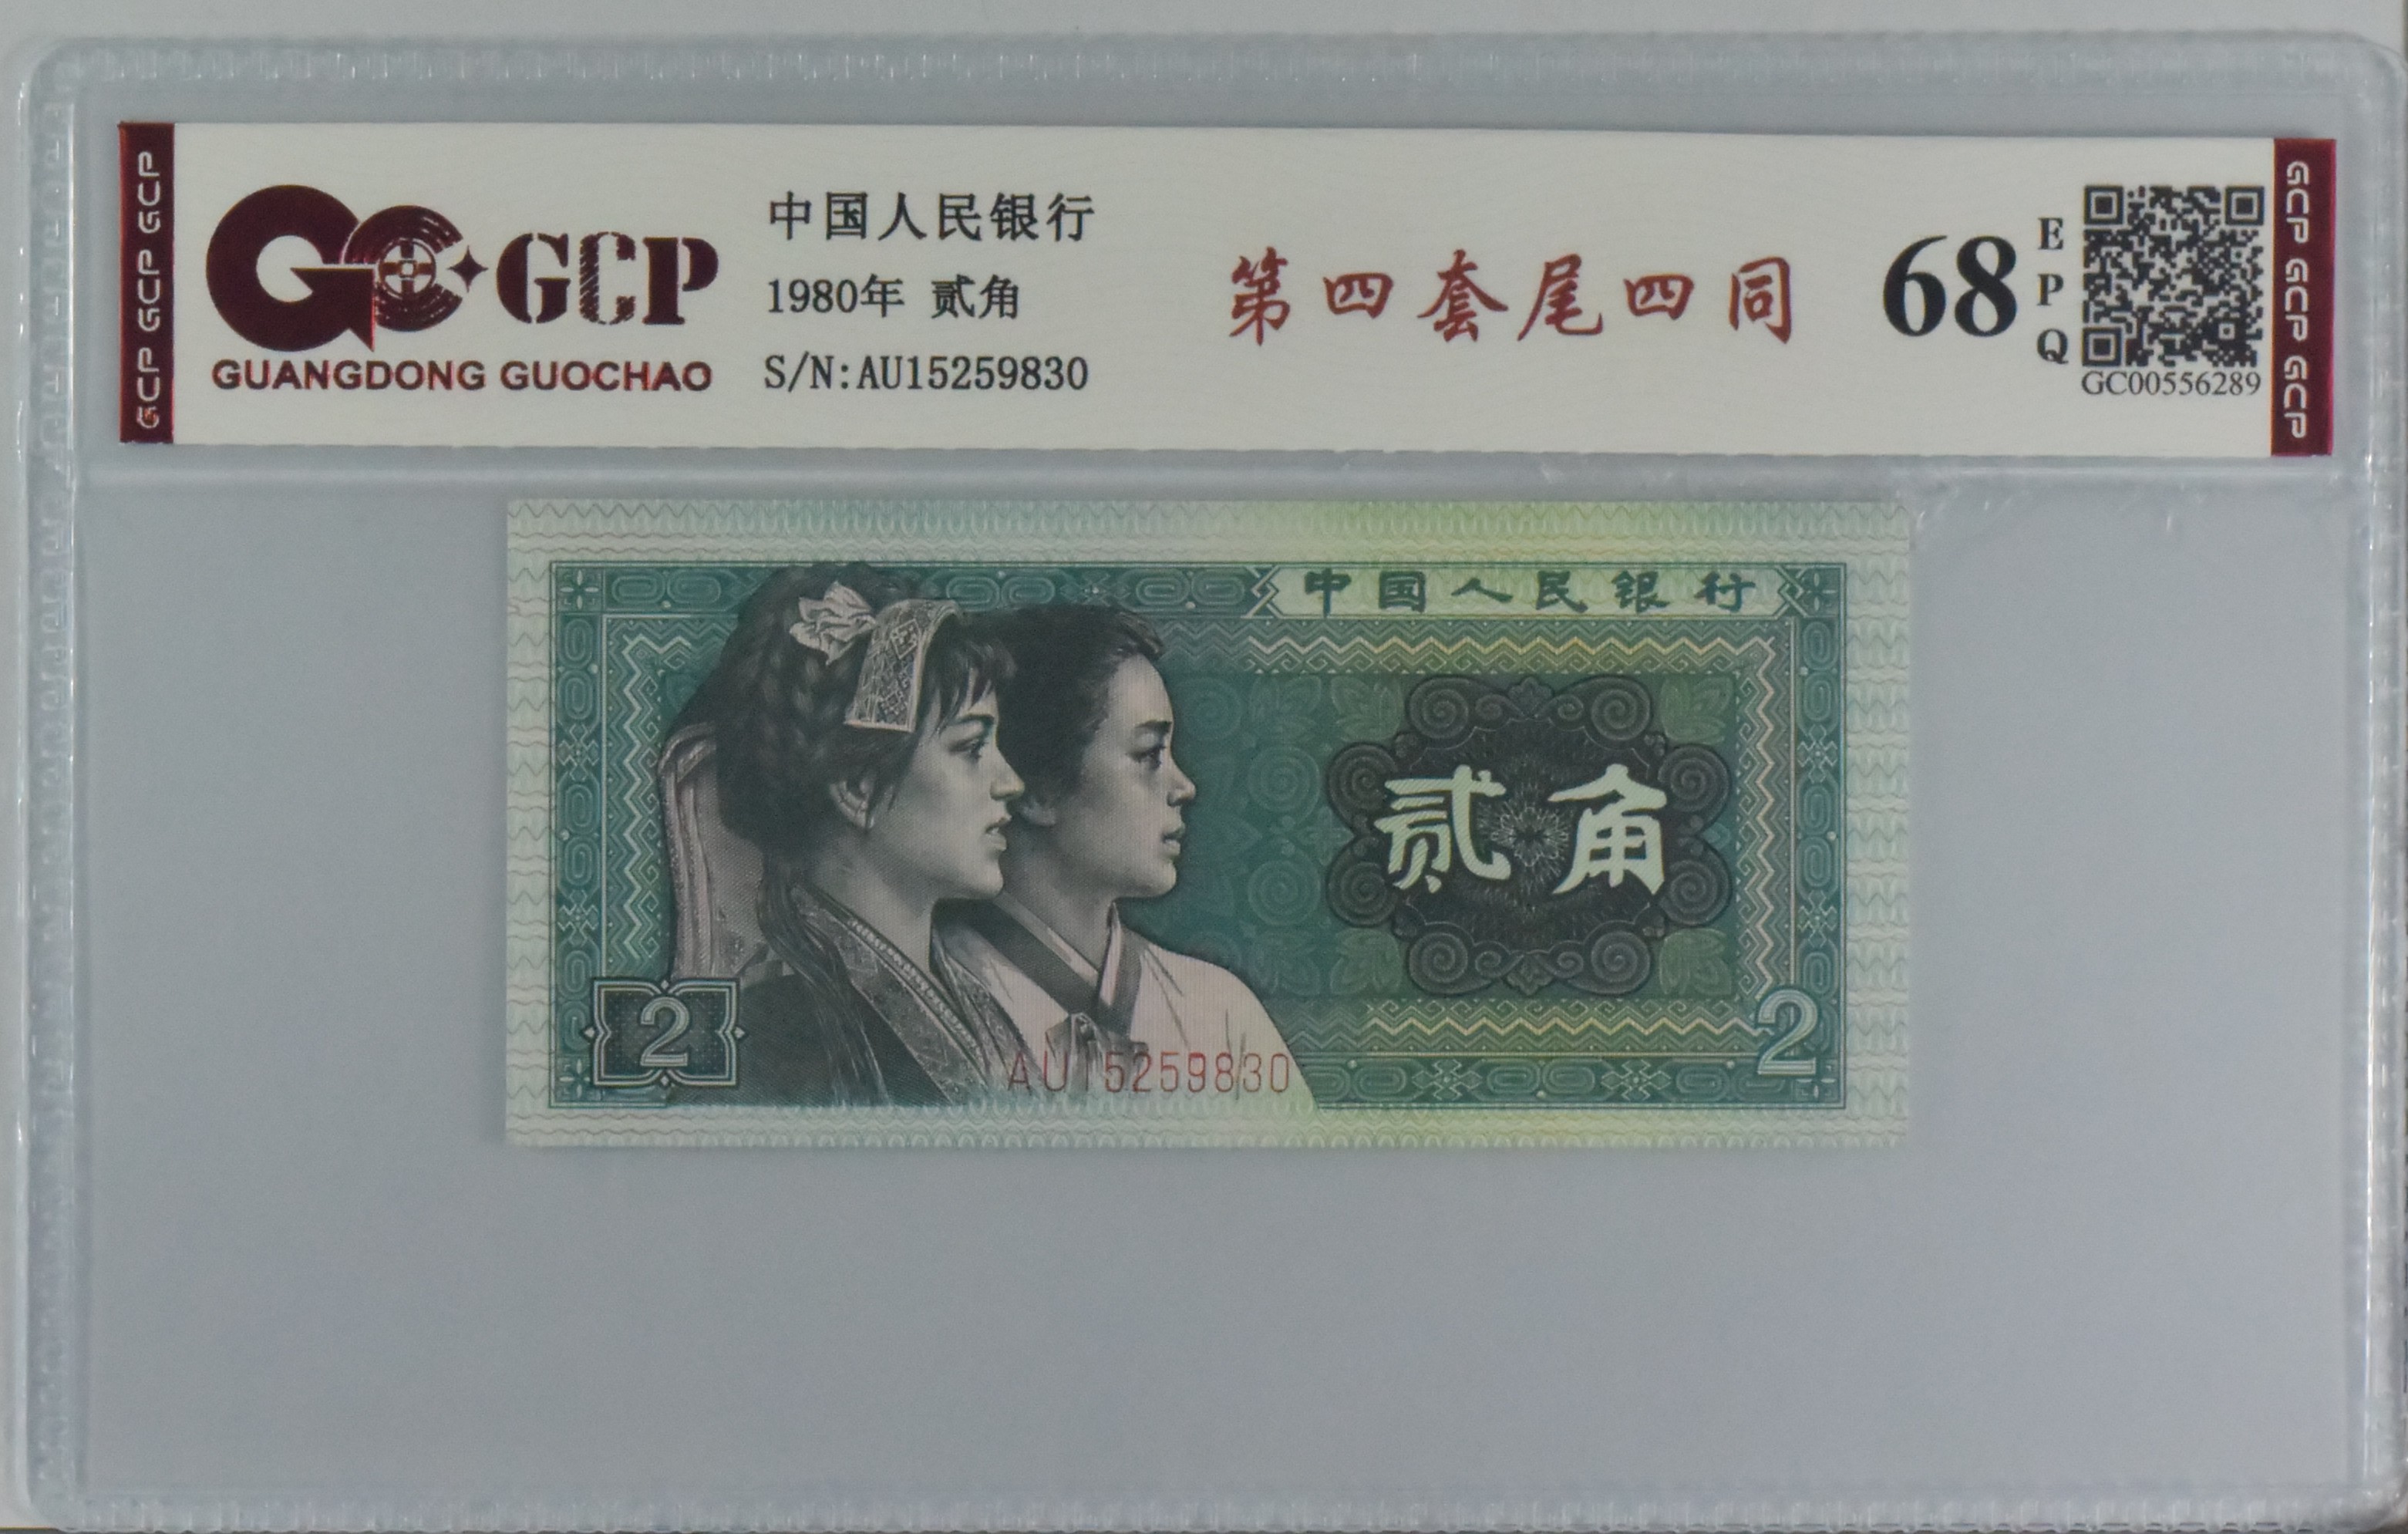 GCP GCP GCP
GCP
GUANGDONG GUOCHAO
中国人民银行
1980年 贰角
S/N:AU15259830
第四套尾四同
68
EPQ
GC00556289
GCP GCP GCP
中国人民银行
贰角
2
AU15259830
2